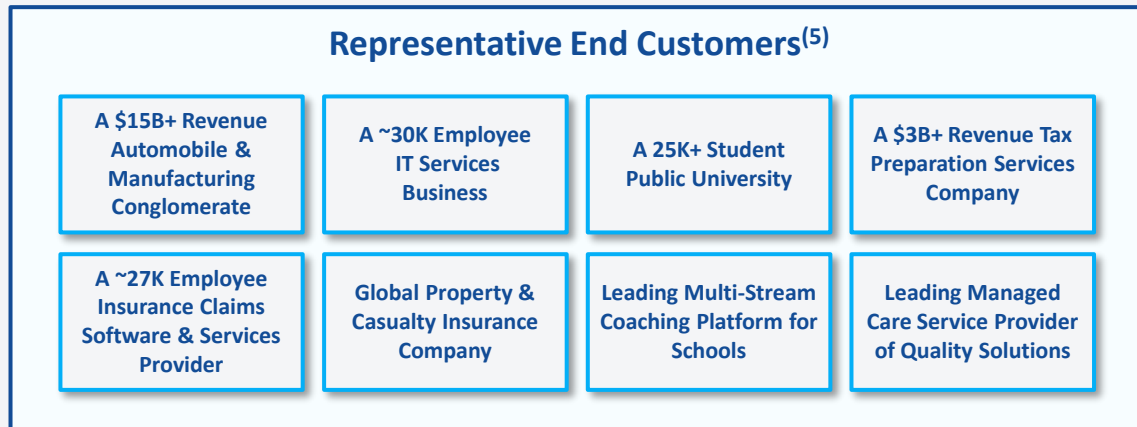 Representative End Customers(5)
A $15B+ Revenue
Automobile &
Manufacturing
Conglomerate
A ~30K Employee
IT Services
Business
A 25K+ Student
Public University
A $3B+ Revenue Tax
Preparation Services
Company
A ~27K Employee
Insurance Claims
Software & Services
Provider
Global Property &
Casualty Insurance
Company
Leading Multi-Stream
Coaching Platform for
Schools
Leading Managed
Care Service Provider
of Quality Solutions